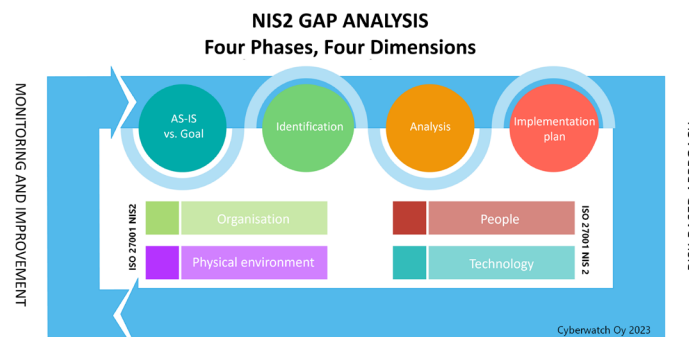 NIS2 GAP ANALYSIS
Four Phases, Four Dimensions
MONITORING AND IMPROVEMENT
AS-IS
vs. Goal
Identification
Analysis
Implementation
plan
ISO 27001 NIS2
Organisation
Physical environment
People
Technology
ISO 27001 NIS 2
Cyberwatch Oy 2023